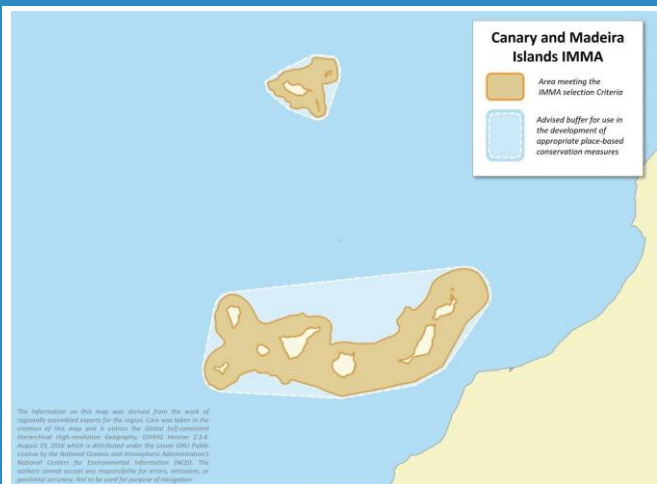 Canary and Madeira
Islands IMMA
Area meeting the
IMMA selection Criteria
Advised buffer for use in
the development of
appropriate place-based
conservation measures
The information on this map was derived from the work of
regionally assembled experts for the region. Care was taken in the
creation of this map and it utilises the Global Self-consistent
Hierarchical High-resolution Geography, GSHHG Version 2.3.4.
August 19, 2016 which is distributed under the Lesser GNU Public
Licence by the National Oceanic and Atmospheric Administration's
National Centers for Environmental Information (NCEI). The
authors cannot accept any responsibility for errors, omissions, or
positional accuracy. Not to be used for purpose of navigation